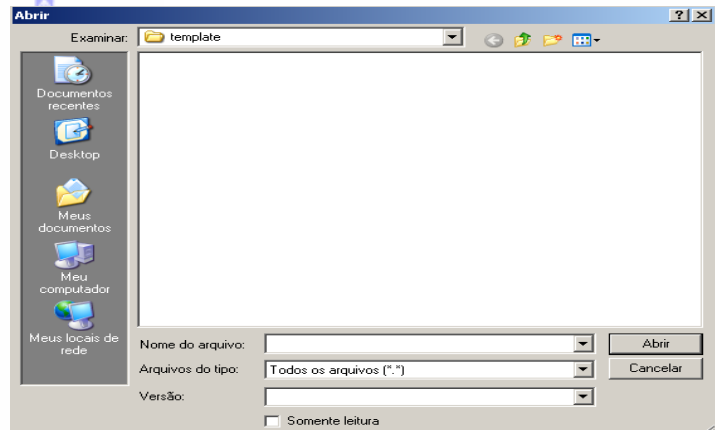 Abrir
Examinar:
template
Documentos
recentes
Desktop
Meus
documentos
Meu
computador
Meus locais de
rede
Nome do arquivo:
Abrir
Arquivos do tipo:
Todos os arquivos (*.*)
Cancelar
Versão:
Somente leitura